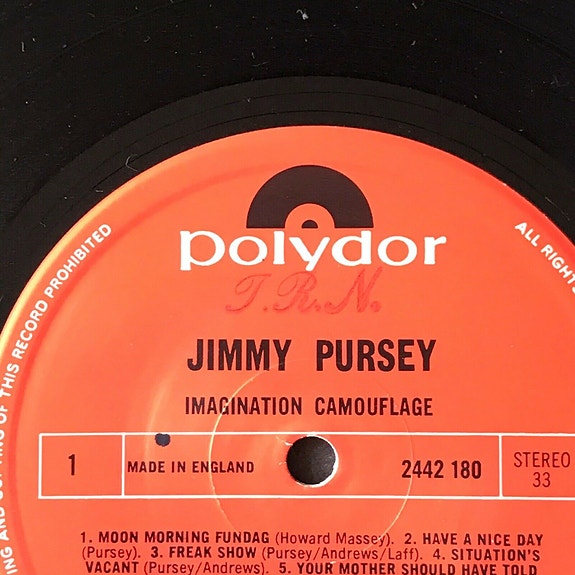 polydor
T.R.N.
JIMMY PURSEY
IMAGINATION CAMOUFLAGE
1
MADE IN ENGLAND
2442 180
STEREO
33
1. MOON MORNING FUNDAG (Howard Massey). 2. HAVE A NICE DAY
(Pursey). 3. FREAK SHOW (Pursey/Andrews/Laff). 4. SITUATION'S
VACANT (Pursey/Andrews). 5. YOUR MOTHER SHOULD HAVE TOLD
OF THIS RECORD PROHIBITED
ALL RIGHTS